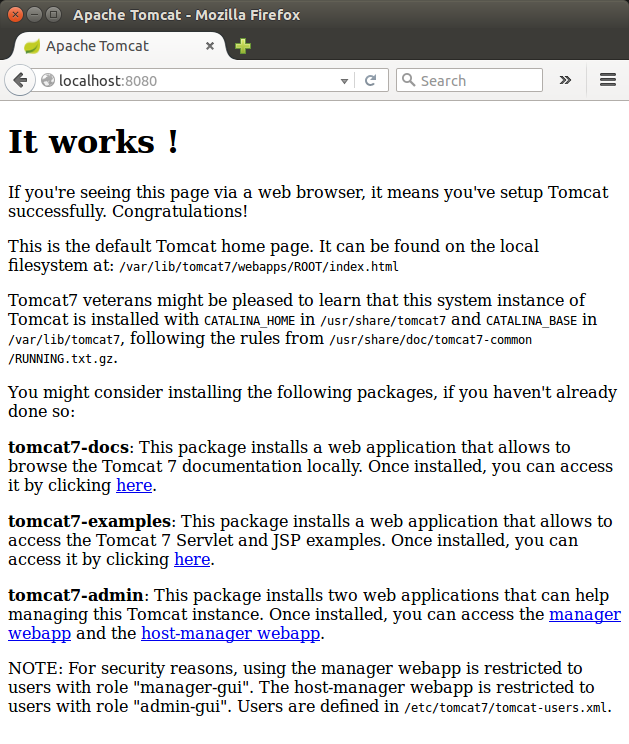 Apache Tomcat - Mozilla Firefox
Apache Tomcat
localhost:8080
Search
It works !
If you're seeing this page via a web browser, it means you've setup Tomcat
successfully. Congratulations!
This is the default Tomcat home page. It can be found on the local
filesystem at: /var/lib/tomcat7/webapps/ROOT/index.html
Tomcat7 veterans might be pleased to learn that this system instance of
Tomcat is installed with CATALINA_HOME in /usr/share/tomcat7 and CATALINA_BASE in
/var/lib/tomcat7, following the rules from /usr/share/doc/tomcat7-common
/RUNNING.txt.gz.
You might consider installing the following packages, if you haven't already
done so:
tomcat7-docs: This package installs a web application that allows to
browse the Tomcat 7 documentation locally. Once installed, you can access
it by clicking here.
tomcat7-examples: This package installs a web application that allows to
access the Tomcat 7 Servlet and JSP examples. Once installed, you can
access it by clicking here.
tomcat7-admin: This package installs two web applications that can help
managing this Tomcat instance. Once installed, you can access the manager
webapp and the host-manager webapp.
NOTE: For security reasons, using the manager webapp is restricted to
users with role "manager-gui". The host-manager webapp is restricted to
users with role "admin-gui". Users are defined in /etc/tomcat7/tomcat-users.xml.